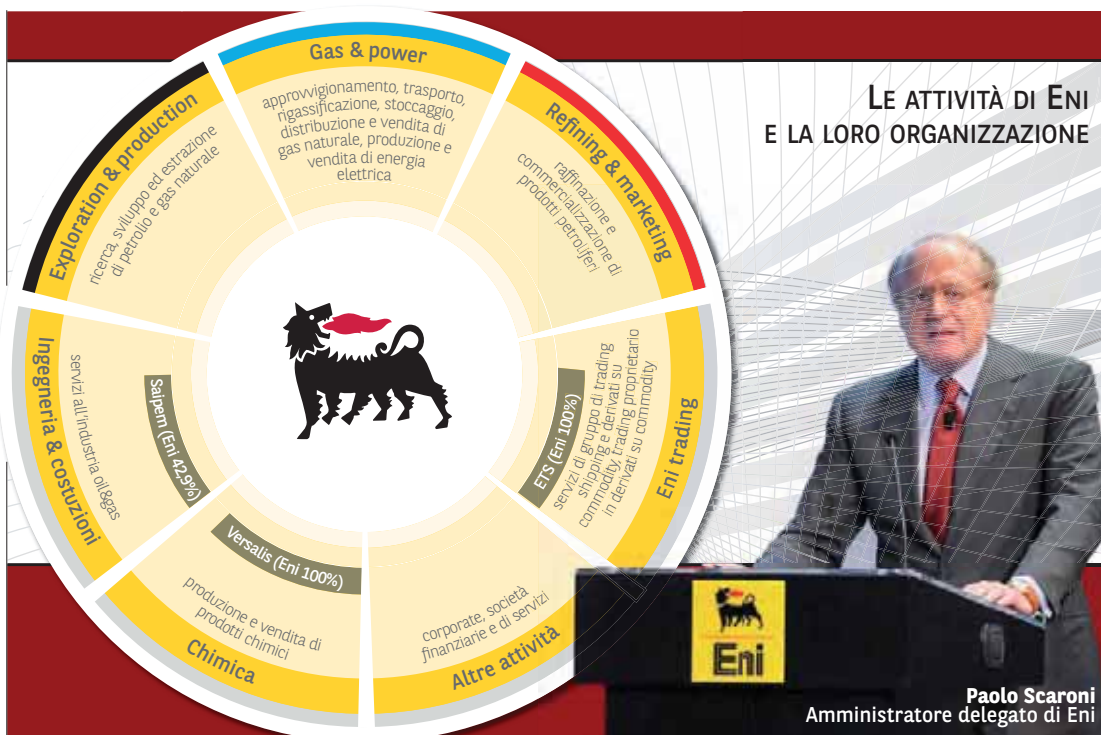 LE ATTIVITÀ DI ENI
E LA LORO ORGANIZZAZIONE
Gas & power
approvvigionamento, trasporto,
rigassificazione, stoccaggio,
distribuzione e vendita di
gas naturale, produzione e
vendita di energia
elettrica
Refining & marketing
raffinazione e
commercializzazione di
prodotti petroliferi
Eni trading
servizi di gruppo di trading
shipping e derivati su
commodity, trading proprietario
in derivati su commodity
ETS (Eni 100%)
Altre attività
corporate, società
finanziarie e di servizi
Chimica
produzione e vendita di
prodotti chimici
Versalis (Eni 100%)
Ingegneria & costuzioni
servizi all'industria oil&gas
Saipem (Eni 42,9%)
Exploration & production
ricerca, sviluppo ed estrazione
di petrolio e gas naturale
Eni
Paolo Scaroni
Amministratore delegato di Eni